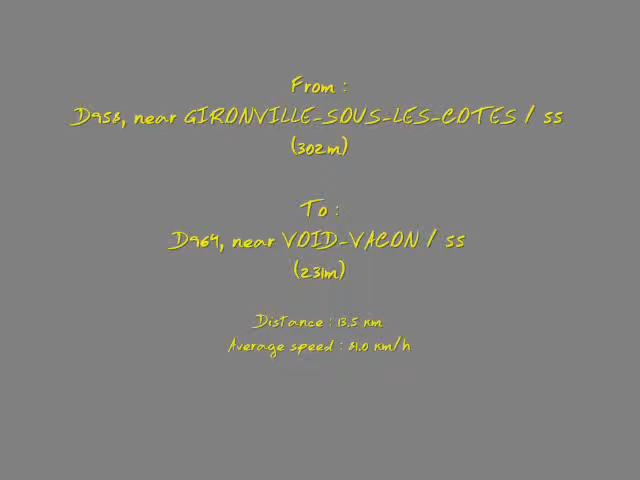 From :
D958, near GIRONVILLE-SOUS-LES-COTES / 55
(302m)
To :
D964, near VOID-VACON / 55
(231m)
Distance : 13.5 km
Average speed : 81.0 km/h